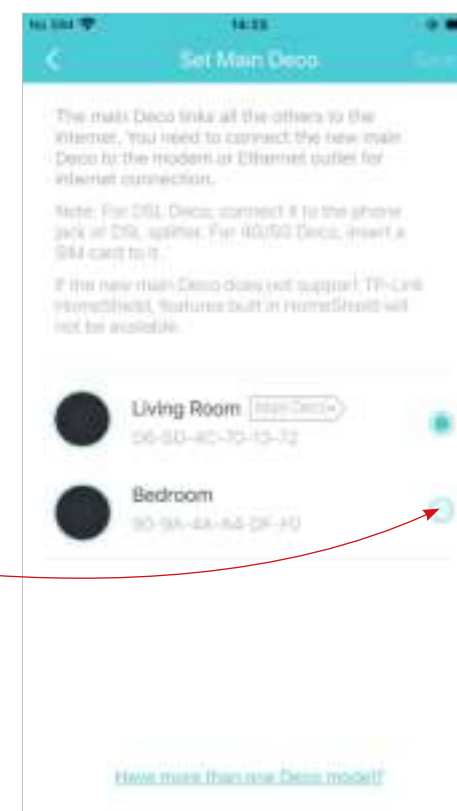 No SIM 14:23
Set Main Deco Save
The main Deco links all the others to the
internet. You need to connect the new main
Deco to the modem or Ethernet outlet for
internet connection.
Note: For DSL Deco, connect it to the phone
jack or DSL splitter. For 4G/5G Deco, insert a
SIM card to it.
If the new main Deco does not support TP-Link
HomeShield, features built in HomeShield will
not be available.
Living Room Main Deco
Bedroom
Have more than one Deco model?